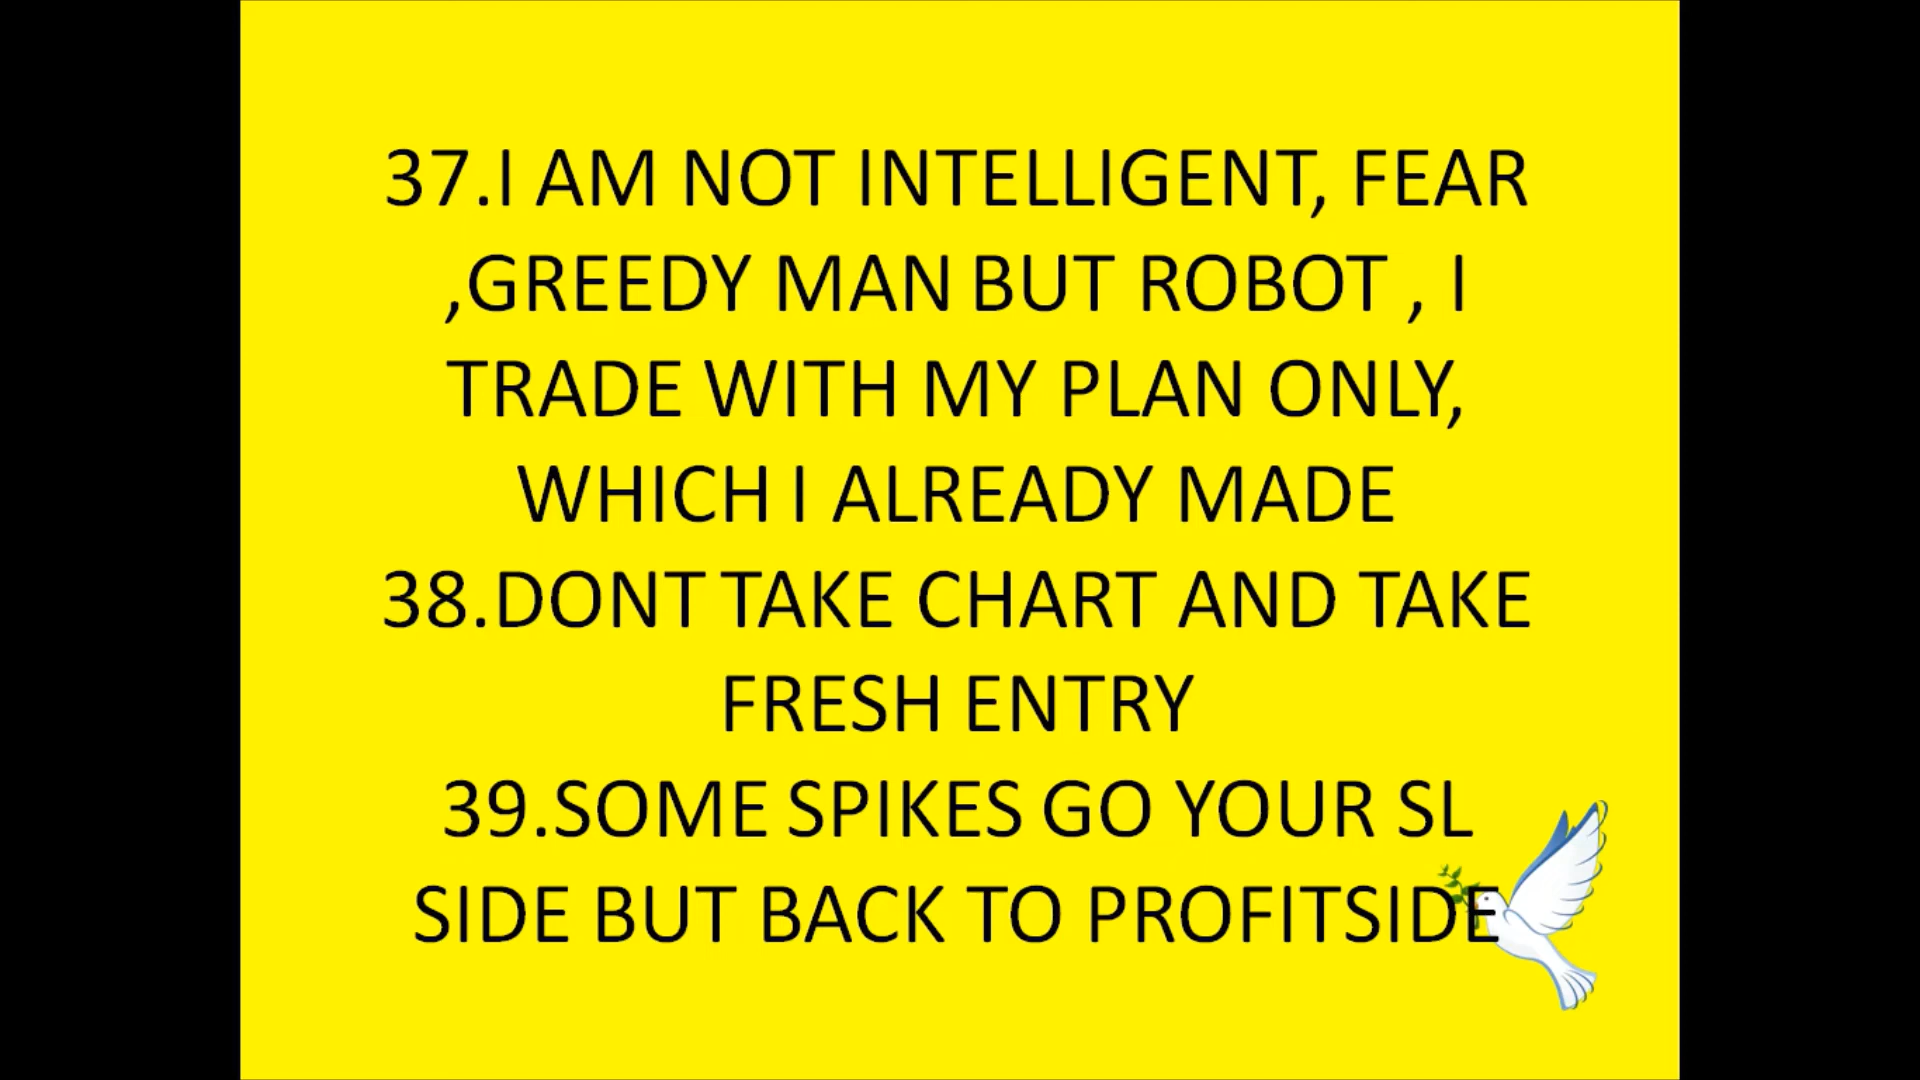 37.I AM NOT INTELLIGENT, FEAR
,GREEDY MAN BUT ROBOT , I
TRADE WITH MY PLAN ONLY,
WHICH I ALREADY MADE
38.DONT TAKE CHART AND TAKE
FRESH ENTRY
39.SOME SPIKES GO YOUR SL
SIDE BUT BACK TO PROFITSIDE